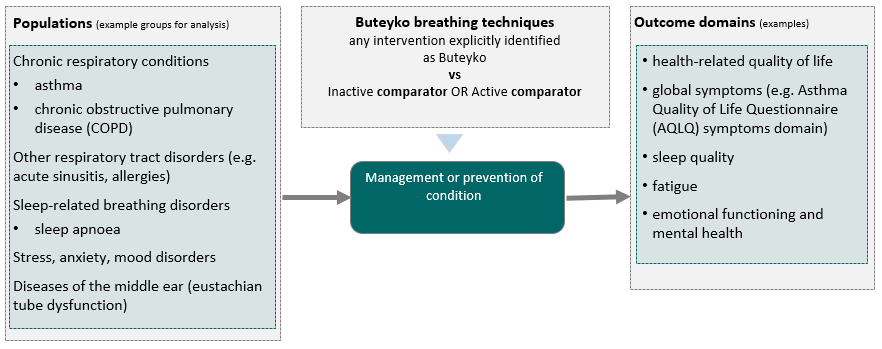 Populations (example groups for analysis)
Chronic respiratory conditions
• asthma
• chronic obstructive pulmonary
disease (COPD)
Other respiratory tract disorders (e.g.
acute sinusitis, allergies)
Sleep-related breathing disorders
• sleep apnoea
Stress, anxiety, mood disorders
Diseases of the middle ear (eustachian
tube dysfunction)
Buteyko breathing techniques
any intervention explicitly identified
as Buteyko
vs
Inactive comparator OR Active comparator
Management or prevention of
condition
Outcome domains (examples)
• health-related quality of life
• global symptoms (e.g. Asthma
Quality of Life Questionnaire
(AQLQ) symptoms domain)
• sleep quality
• fatigue
• emotional functioning and
mental health